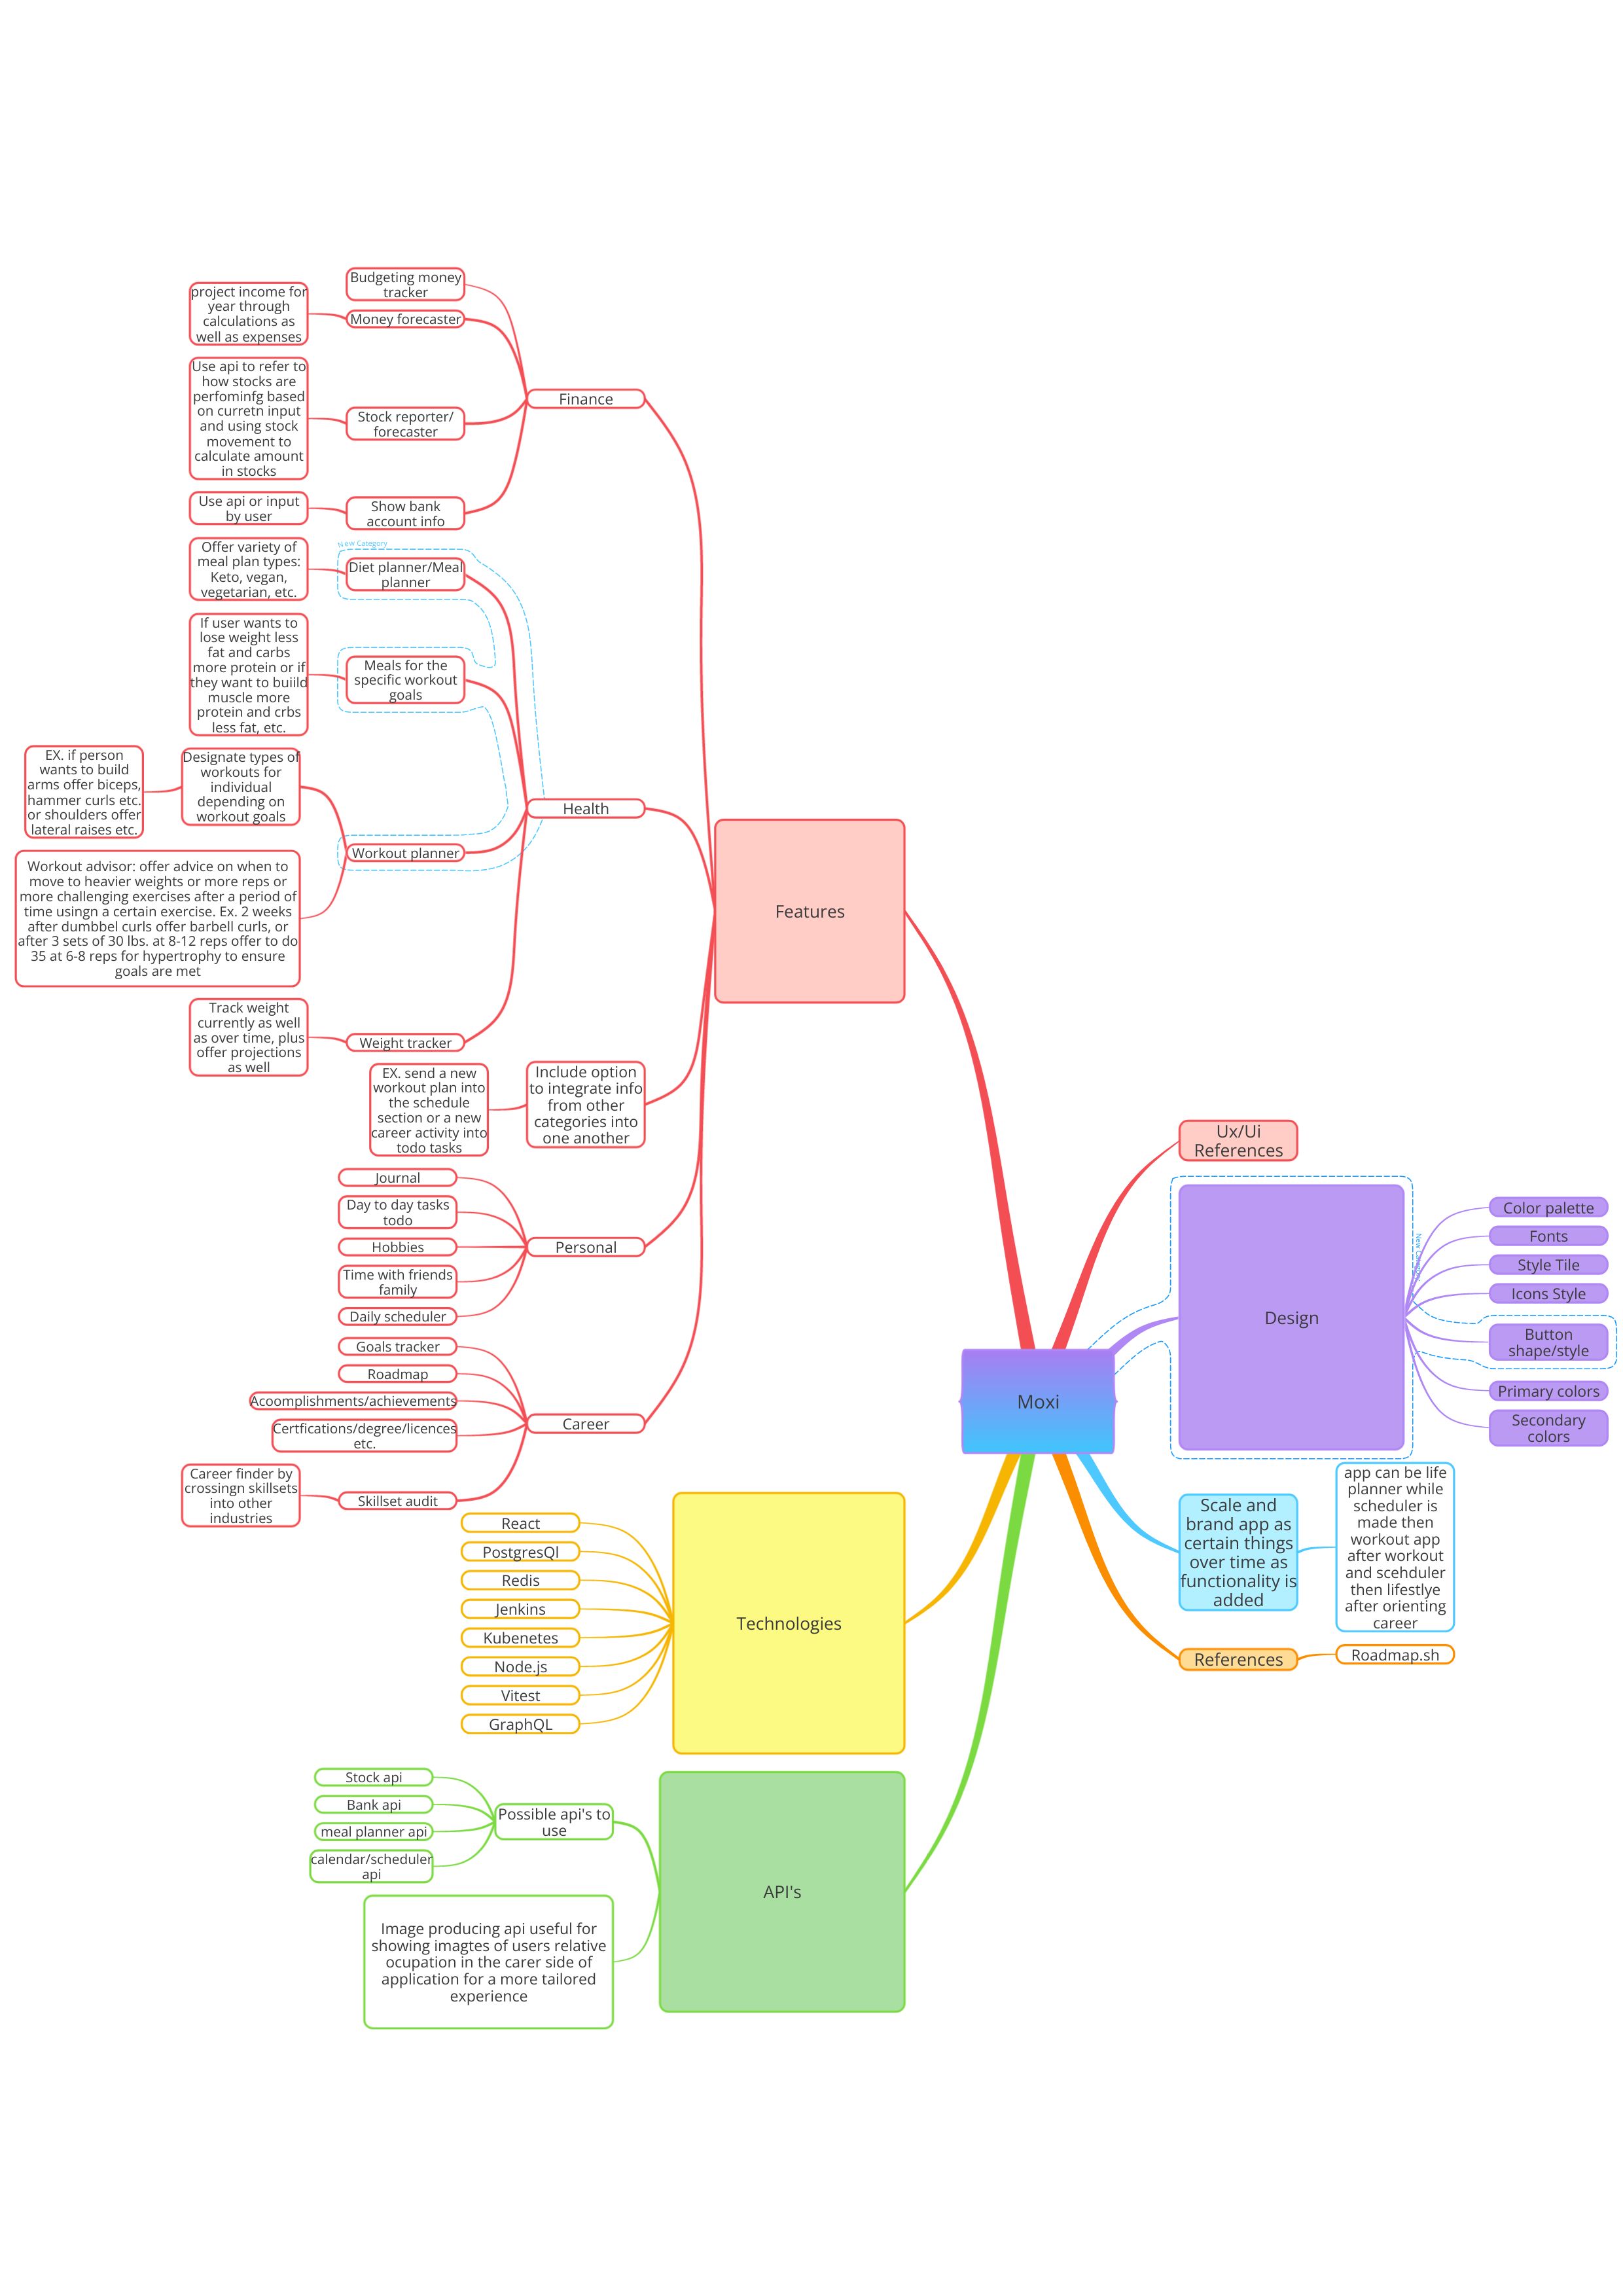 Budgeting money
tracker
project income for
year through
calculations as
well as expenses
Money forecaster
Use api to refer to
how stocks are
perfominfg based
on curretn input
and using stock
movement to
calculate amount
in stocks
Stock reporter/
forecaster
Finance
Use api or input
by user
Show bank
account info
New Category
Offer variety of
meal plan types:
Keto, vegan,
vegetarian, etc.
Diet planner/Meal
planner
If user wants to
lose weight less
fat and carbs
more protein or if
they want to buiild
muscle more
protein and crbs
less fat, etc.
Meals for the
specific workout
goals
EX. if person
wants to build
arms offer biceps,
hammer curls etc.
or shoulders offer
lateral raises etc.
Designate types of
workouts for
individual
depending on
workout goals
Health
Workout planner
Workout advisor: offer advice on when to
move to heavier weights or more reps or
more challenging exercises after a period of
time usingn a certain exercise. Ex. 2 weeks
after dumbbel curls offer barbell curls, or
after 3 sets of 30 lbs. at 8-12 reps offer to do
35 at 6-8 reps for hypertrophy to ensure
goals are met
Features
Track weight
currently as well
as over time, plus
offer projections
as well
Weight tracker
EX. send a new
workout plan into
the schedule
section or a new
career activity into
todo tasks
Include option
to integrate info
from other
categories into
one another
Journal
Day to day tasks
todo
Hobbies
Time with friends
family
Daily scheduler
Personal
Goals tracker
Roadmap
Acoomplishments/achievements
Certfications/degree/licences
etc.
Career
Career finder by
crossingn skillsets
into other
industries
Skillset audit
Ux/Ui
References
New Category
Design
Color palette
Fonts
Style Tile
Icons Style
Button
shape/style
Primary colors
Secondary
colors
Moxi
Scale and
brand app as
certain things
over time as
functionality is
added
app can be life
planner while
scheduler is
made then
workout app
after workout
and scehduler
then lifestlye
after orienting
career
References
Roadmap.sh
React
PostgresQl
Redis
Jenkins
Kubenetes
Node.js
Vitest
GraphQL
Technologies
Stock api
Bank api
meal planner api
calendar/scheduler
api
Possible api's to
use
API's
Image producing api useful for
showing imagtes of users relative
ocupation in the carer side of
application for a more tailored
experience